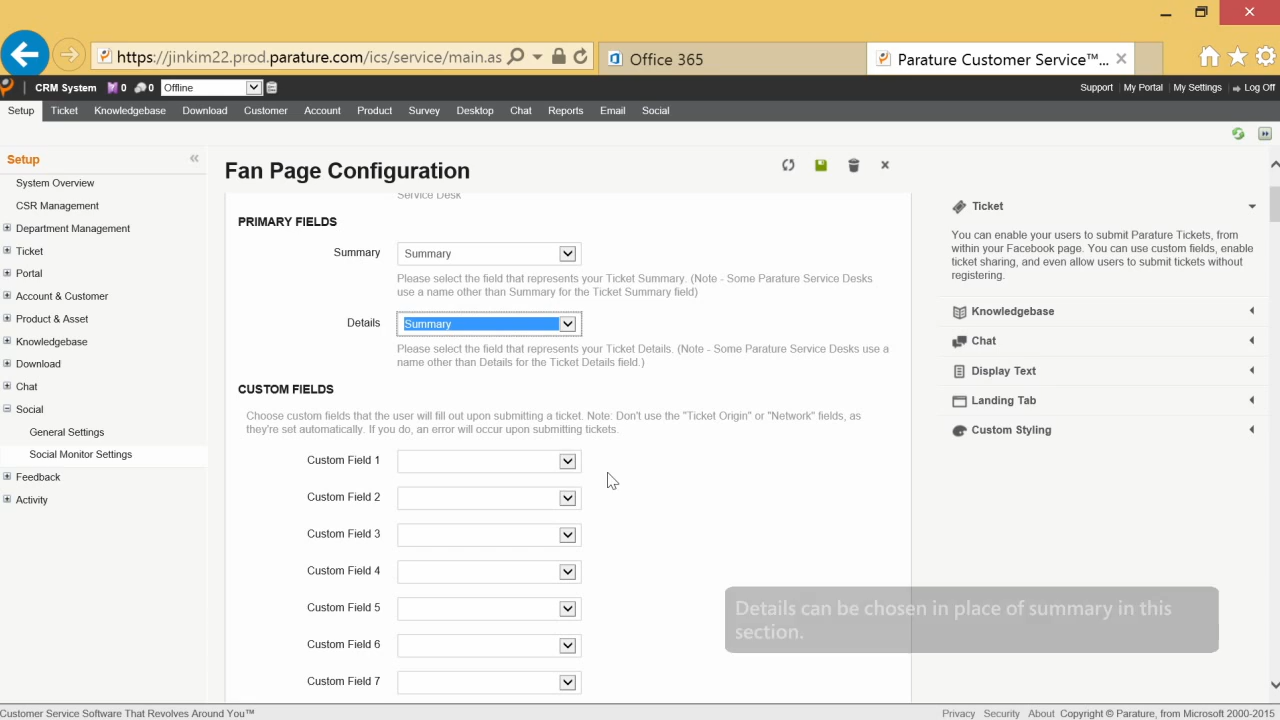 https://jinkim22.prod.parature.com/ics/service/main.as
Office 365
Parature Customer Service™...
CRM System
0
0
Offline
Support
My Portal
My Settings
Log Off
Setup
Ticket
Knowledgebase
Download
Customer
Account
Product
Survey
Desktop
Chat
Reports
Email
Social
Setup
System Overview
CSR Management
Department Management
Ticket
Portal
Account & Customer
Product & Asset
Knowledgebase
Download
Chat
Social
General Settings
Social Monitor Settings
Feedback
Activity
Fan Page Configuration
Service Desk
PRIMARY FIELDS
Summary
Summary
Please select the field that represents your Ticket Summary. (Note - Some Parature Service Desks
use a name other than Summary for the Ticket Summary field)
Details
Summary
Please select the field that represents your Ticket Details. (Note - Some Parature Service Desks use a
name other than Details for the Ticket Details field.)
CUSTOM FIELDS
Choose custom fields that the user will fill out upon submitting a ticket. Note: Don't use the "Ticket Origin" or "Network" fields, as
they're set automatically. If you do, an error will occur upon submitting tickets.
Custom Field 1
Custom Field 2
Custom Field 3
Custom Field 4
Custom Field 5
Custom Field 6
Custom Field 7
Ticket
You can enable your users to submit Parature Tickets, from
within your Facebook page. You can use custom fields, enable
ticket sharing, and even allow users to submit tickets without
registering.
Knowledgebase
Chat
Display Text
Landing Tab
Custom Styling
Details can be chosen in place of summary in this
section.
Customer Service Software That Revolves Around You™
Privacy
Security
About
Copyright © Parature, from Microsoft 2000-2015